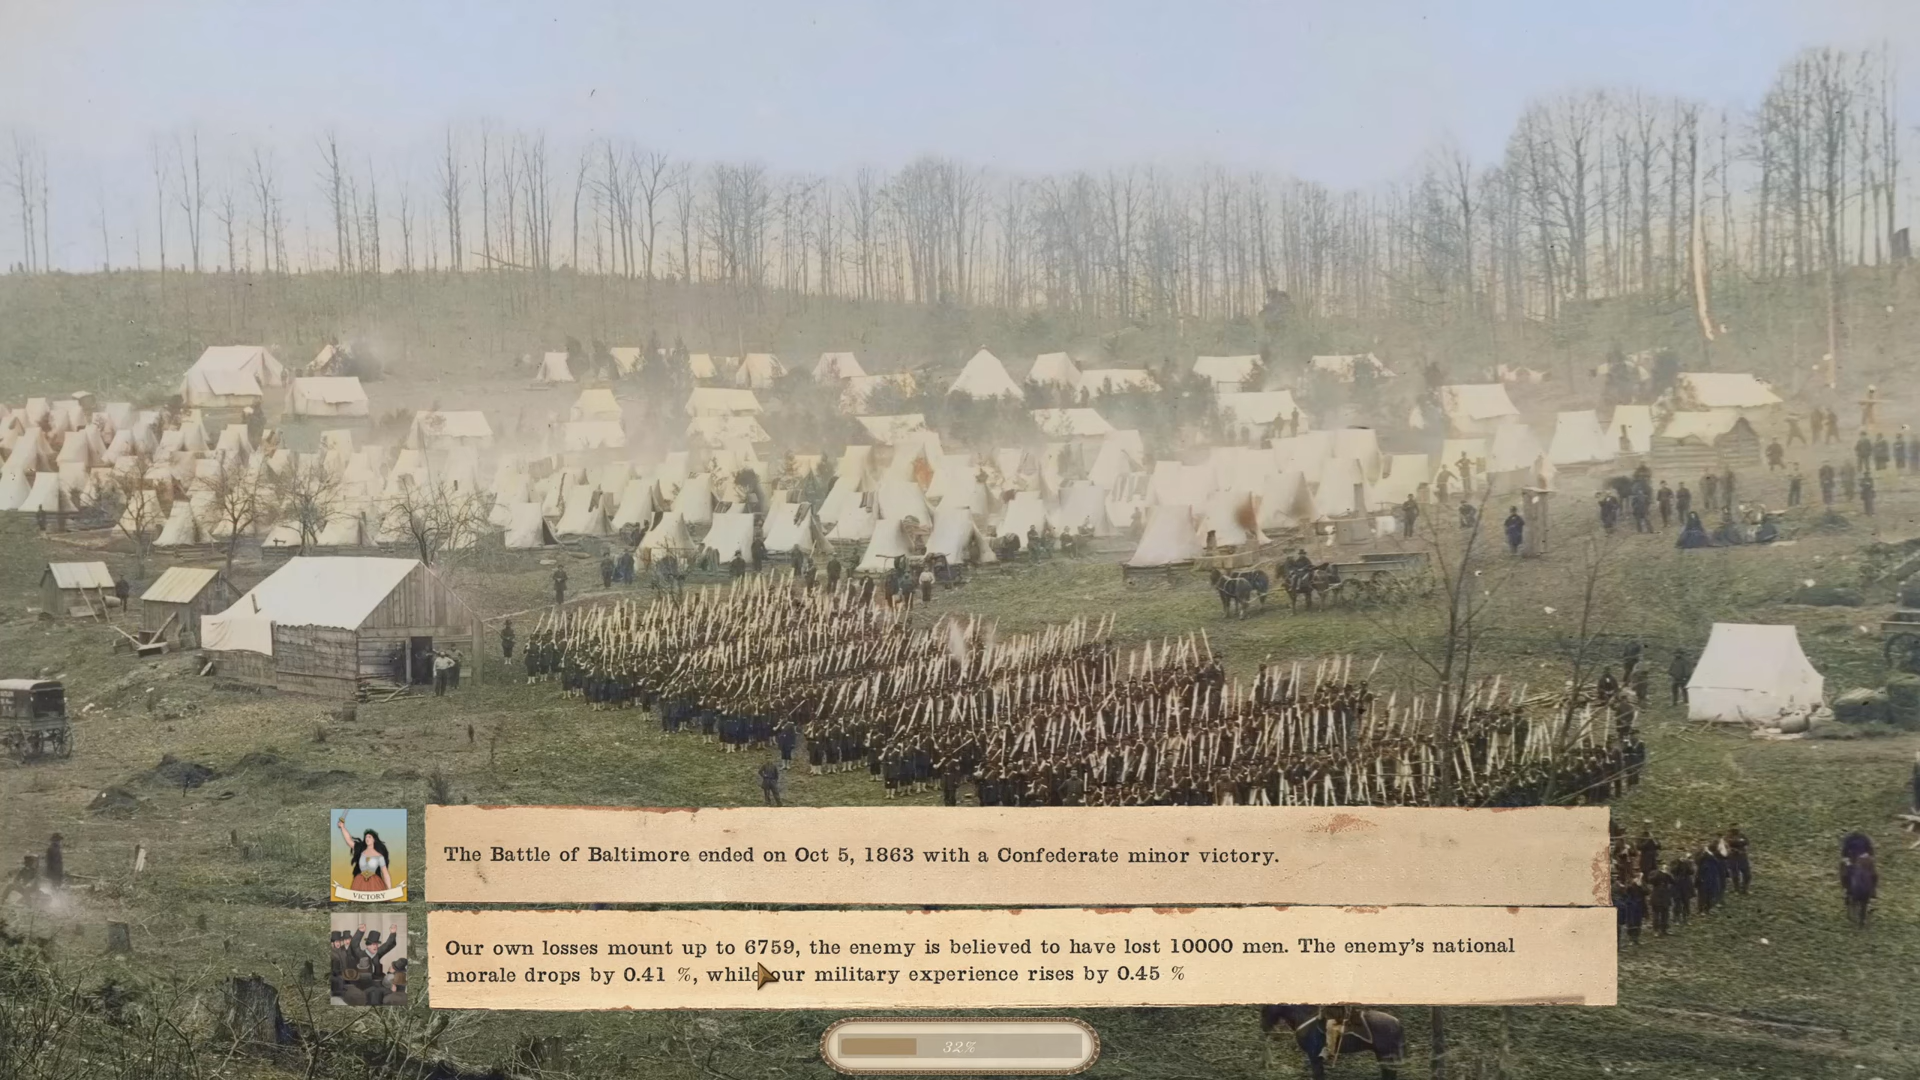 The Battle of Baltimore ended on Oct 5, 1863 with a Confederate minor victory.
VICTORY
Our own losses mount up to 6759, the enemy is believed to have lost 10000 men. The enemy's national
morale drops by 0.41 %, while our military experience rises by 0.45 %
32%